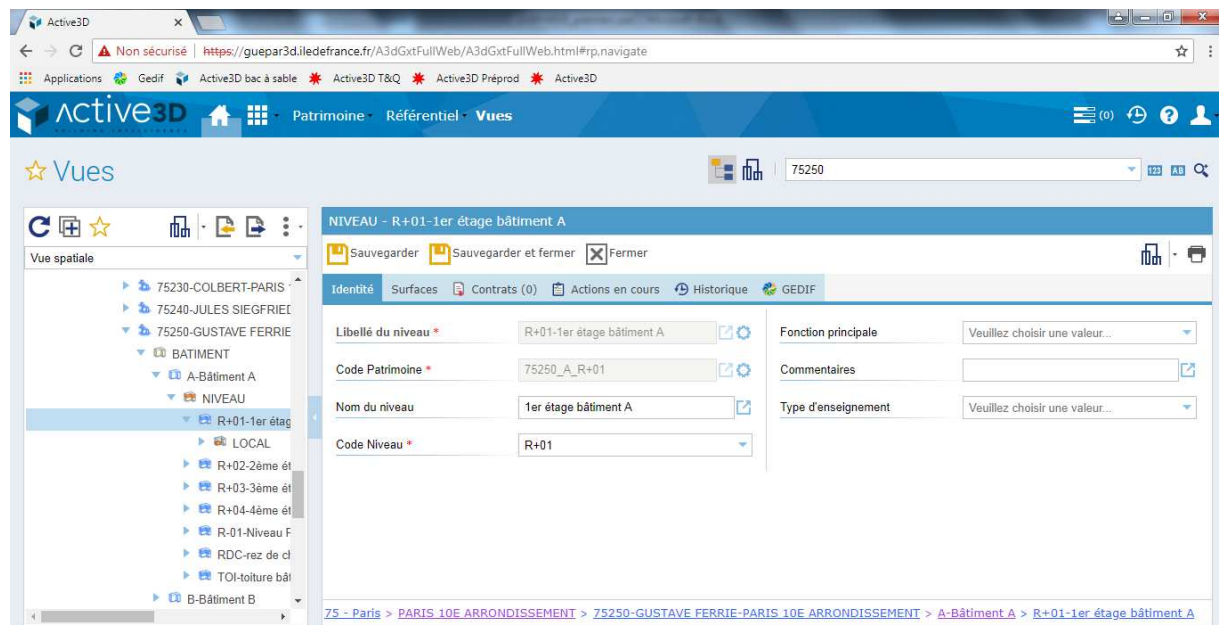 Active3D
Non sécurisé | https://guepar3d.iledefrance.fr/A3dGxtFullWeb/A3dGxtFullWeb.html#rp.navigate
Applications Gedif Active3D bac à sable Active3D T&Q Active3D Préprod Active3D
Active3D Patrimoine Référentiel Vues (0)
Vues 75250 123 AB
NIVEAU - R+01-1er étage bâtiment A
Sauvegarder Sauvegarder et fermer Fermer
Vue spatiale
Identité Surfaces Contrats (0) Actions en cours Historique GEDIF
75230-COLBERT-PARIS
75240-JULES SIEGFRIED
75250-GUSTAVE FERRIE
BATIMENT
A-Bâtiment A
NIVEAU
R+01-1er étag
LOCAL
R+02-2ème ét
R+03-3ème ét
R+04-4ème ét
R-01-Niveau
RDC-rez de ch
TOI-toiture bât
B-Bâtiment B
Libellé du niveau * R+01-1er étage bâtiment A
Code Patrimoine * 75250_A_R+01
Nom du niveau 1er étage bâtiment A
Code Niveau * R+01
Fonction principale Veuillez choisir une valeur...
Commentaires
Type d'enseignement Veuillez choisir une valeur...
75 - Paris > PARIS 10E ARRONDISSEMENT > 75250-GUSTAVE FERRIE-PARIS 10E ARRONDISSEMENT > A-Bâtiment A > R+01-1er étage bâtiment A